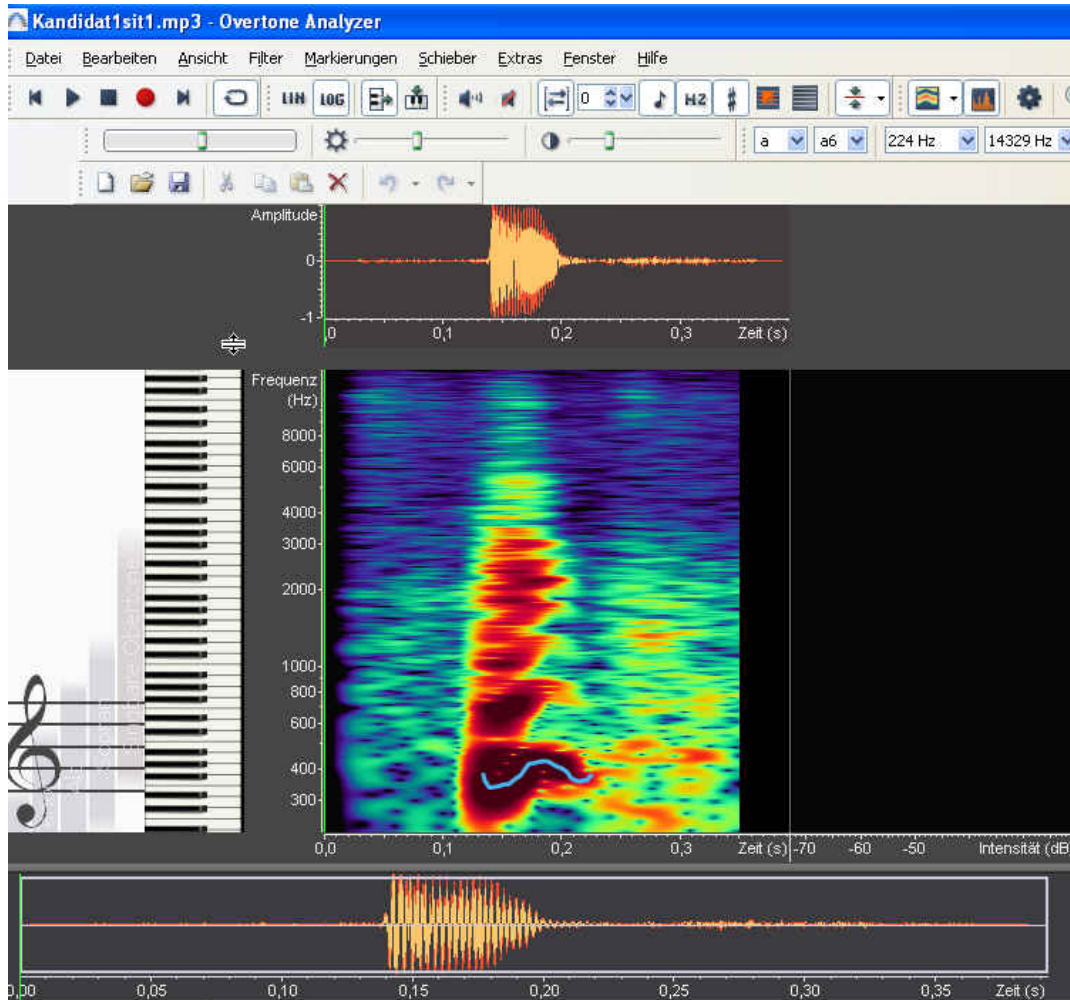 Kandidat1sit1.mp3 - Overtone Analyzer
Datei Bearbeiten Ansicht Filter Markierungen Schieber Extras Fenster Hilfe
LIN LOG 0 HZ
a a6 224 Hz 14329 Hz
Amplitude
0
-1
,0 0,1 0,2 0,3 Zeit (s)
Frequenz
(Hz)
8000
6000
4000
3000
2000
1000
800
600
400
300
0,0 0,1 0,2 0,3 Zeit (s) -70 -60 -50 Intensität (dB
0,00 0,05 0,10 0,15 0,20 0,25 0,30 0,35 Zeit (s)